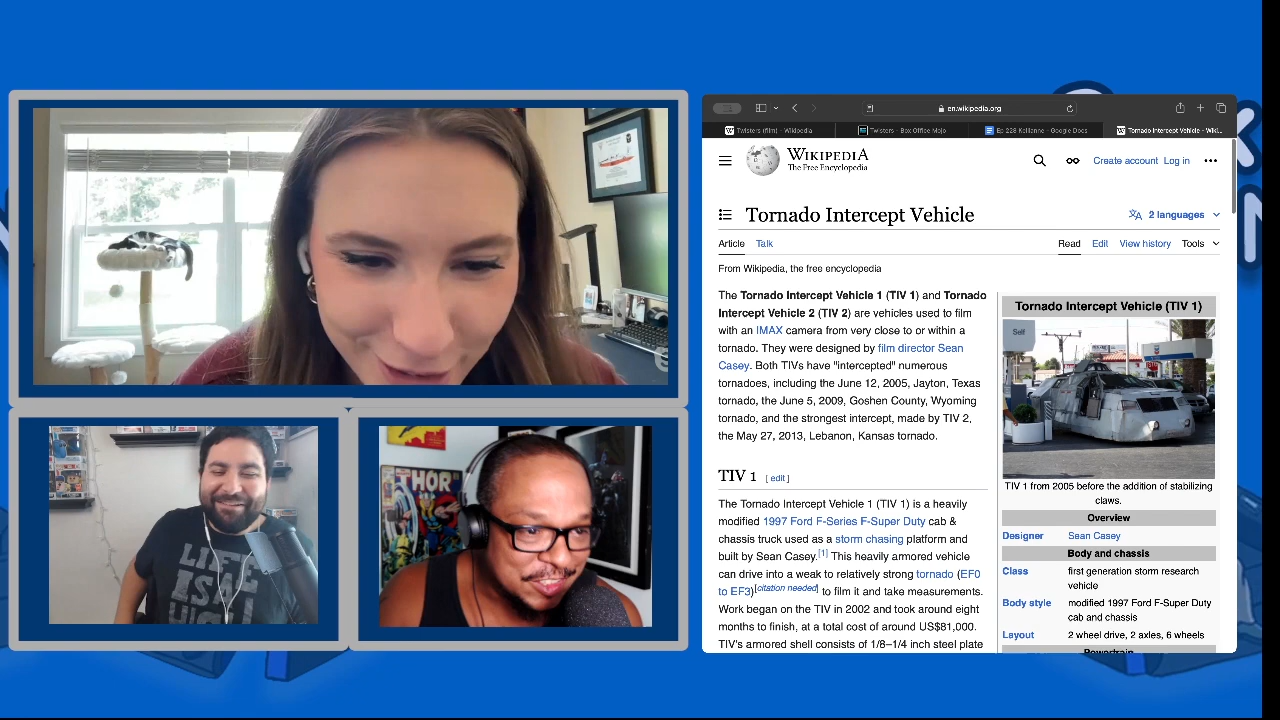 THOR
LIFE
IS A
en.wikipedia.org
Twisters (film) - Wikipedia
Twisters - Box Office Mojo
Ep 228 Kellianne - Google Docs
Tornado Intercept Vehicle - Wiki...
WIKIPEDIA
The Free Encyclopedia
Create account Log in
Tornado Intercept Vehicle
2 languages
Article Talk
Read Edit View history Tools
From Wikipedia, the free encyclopedia
The Tornado Intercept Vehicle 1 (TIV 1) and Tornado
Intercept Vehicle 2 (TIV 2) are vehicles used to film
with an IMAX camera from very close to or within a
tornado. They were designed by film director Sean
Casey. Both TIVs have "intercepted" numerous
tornadoes, including the June 12, 2005, Jayton, Texas
tornado, the June 5, 2009, Goshen County, Wyoming
tornado, and the strongest intercept, made by TIV 2,
the May 27, 2013, Lebanon, Kansas tornado.
TIV 1 [ edit ]
The Tornado Intercept Vehicle 1 (TIV 1) is a heavily
modified 1997 Ford F-Series F-Super Duty cab &
chassis truck used as a storm chasing platform and
built by Sean Casey.[1] This heavily armored vehicle
can drive into a weak to relatively strong tornado (EF0
to EF3)[citation needed] to film it and take measurements.
Work began on the TIV in 2002 and took around eight
months to finish, at a total cost of around US$81,000.
TIV's armored shell consists of 1/8–1/4 inch steel plate
Tornado Intercept Vehicle (TIV 1)
Self
TIV 1 from 2005 before the addition of stabilizing
claws.
Overview
Designer Sean Casey
Body and chassis
Class first generation storm research
vehicle
Body style modified 1997 Ford F-Super Duty
cab and chassis
Layout 2 wheel drive, 2 axles, 6 wheels
Powertrain